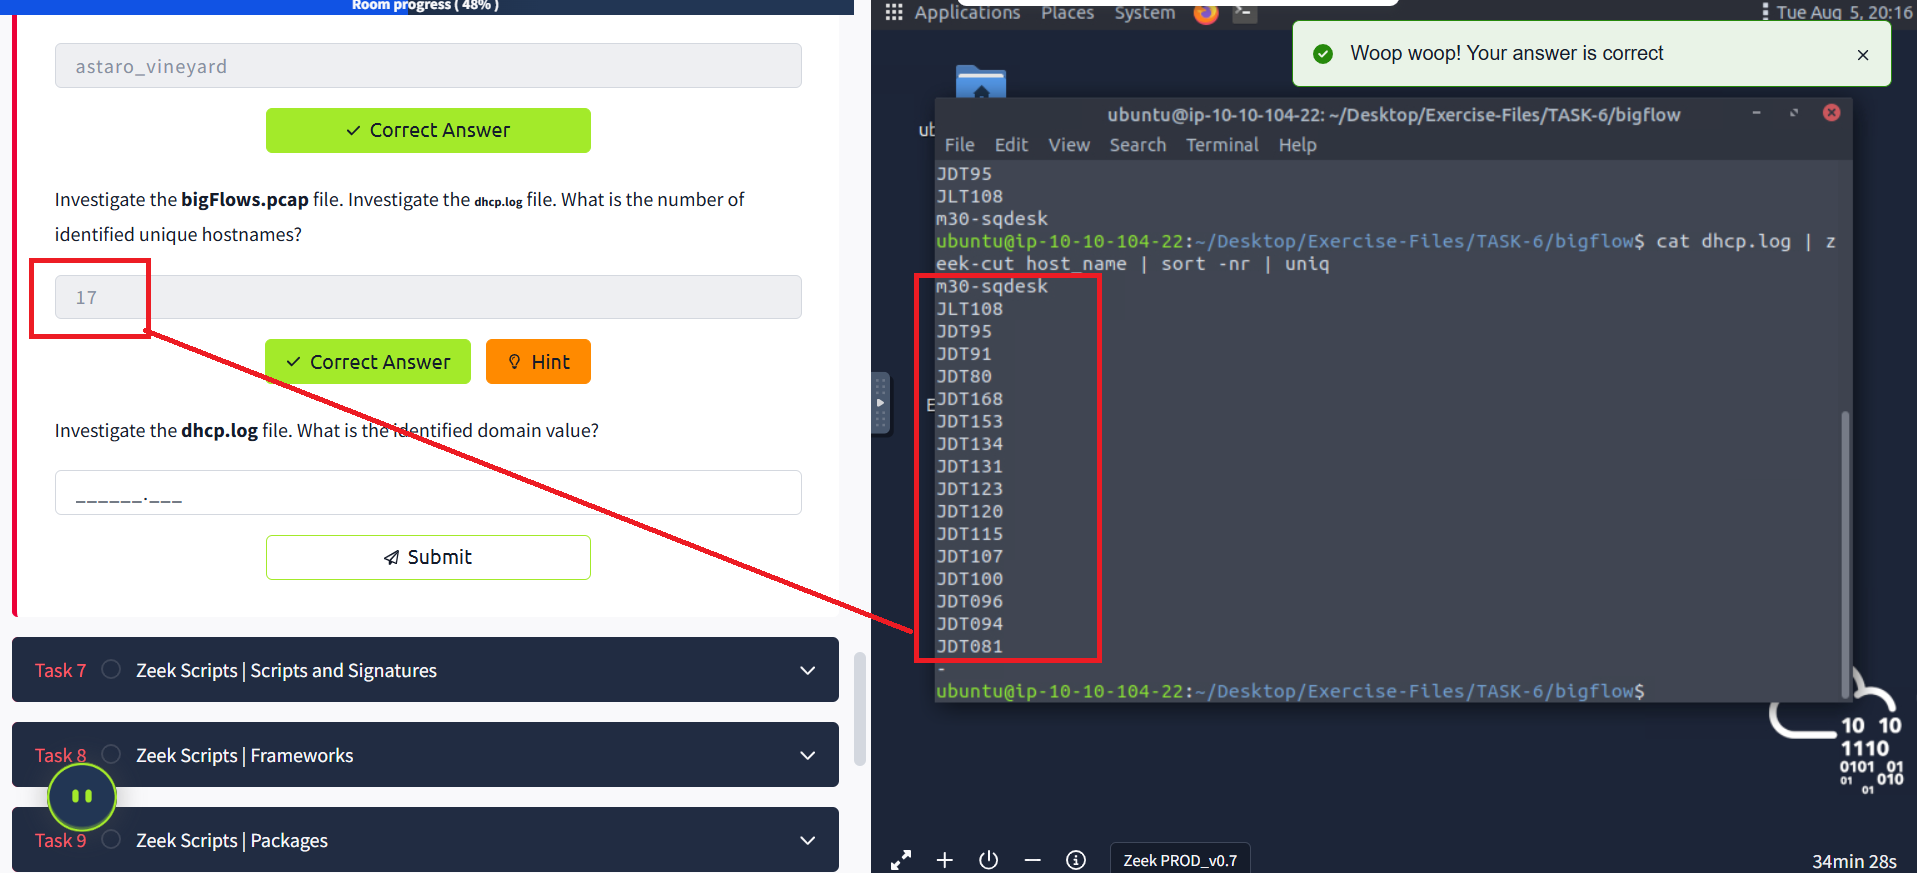 Room progress ( 48% )
astaro_vineyard
Correct Answer
Investigate the bigFlows.pcap file. Investigate the dhcp.log file. What is the number of
identified unique hostnames?
17
Correct Answer
Hint
Investigate the dhcp.log file. What is the identified domain value?
______.___
Submit
Task 7 Zeek Scripts | Scripts and Signatures
Task 8 Zeek Scripts | Frameworks
Task 9 Zeek Scripts | Packages
Applications Places System Tue Aug 5, 20:16
Woop woop! Your answer is correct
ub
E
ubuntu@ip-10-10-104-22: ~/Desktop/Exercise-Files/TASK-6/bigflow
File Edit View Search Terminal Help
JDT95
JLT108
m30-sqdesk
ubuntu@ip-10-10-104-22:~/Desktop/Exercise-Files/TASK-6/bigflow$ cat dhcp.log | z
eek-cut host_name | sort -nr | uniq
m30-sqdesk
JLT108
JDT95
JDT91
JDT80
JDT168
JDT153
JDT134
JDT131
JDT123
JDT120
JDT115
JDT107
JDT100
JDT096
JDT094
JDT081
-
ubuntu@ip-10-10-104-22:~/Desktop/Exercise-Files/TASK-6/bigflow$
10 10
1110
0101 01
01 010
01
Zeek PROD_v0.7
34min 28s